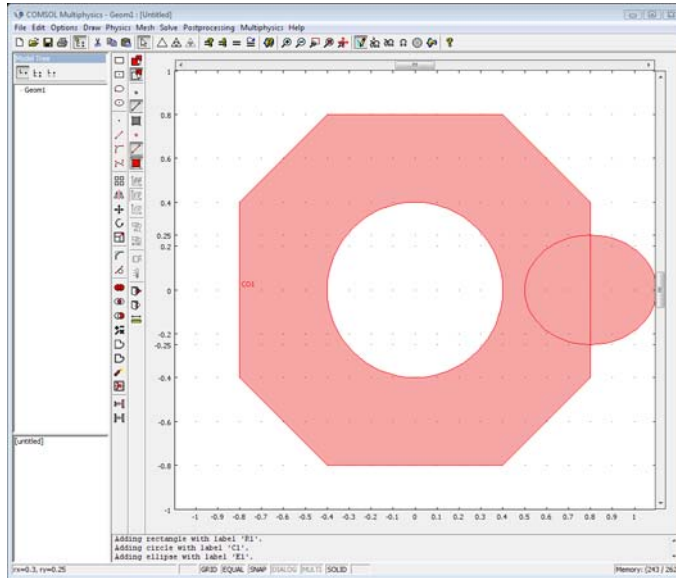 COMSOL Multiphysics - Geom1 : [Untitled]
File Edit Options Draw Physics Mesh Solve Postprocessing Multiphysics Help
Model Tree
Geom1
1
0.8
0.6
0.4
0.25
0.2
0
-0.2
-0.25
-0.4
-0.6
-0.8
-1
CO1
-1 -0.9 -0.8 -0.7 -0.6 -0.5 -0.4 -0.3 -0.2 -0.1 0 0.1 0.2 0.3 0.4 0.5 0.6 0.7 0.8 0.9 1
[untitled]
Adding rectangle with label 'R1'.
Adding circle with label 'C1'.
Adding ellipse with label 'E1'.
rx=0.3, ry=0.25 GRID EQUAL SNAP DIALOG MULTI SOLID Memory: (243 / 262